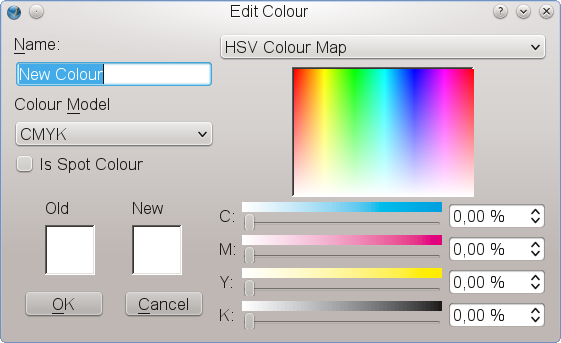 Edit Colour
Name:
New Colour
Colour Model
CMYK
Is Spot Colour
Old New
OK Cancel
HSV Colour Map
C: 0,00 %
M: 0,00 %
Y: 0,00 %
K: 0,00 %